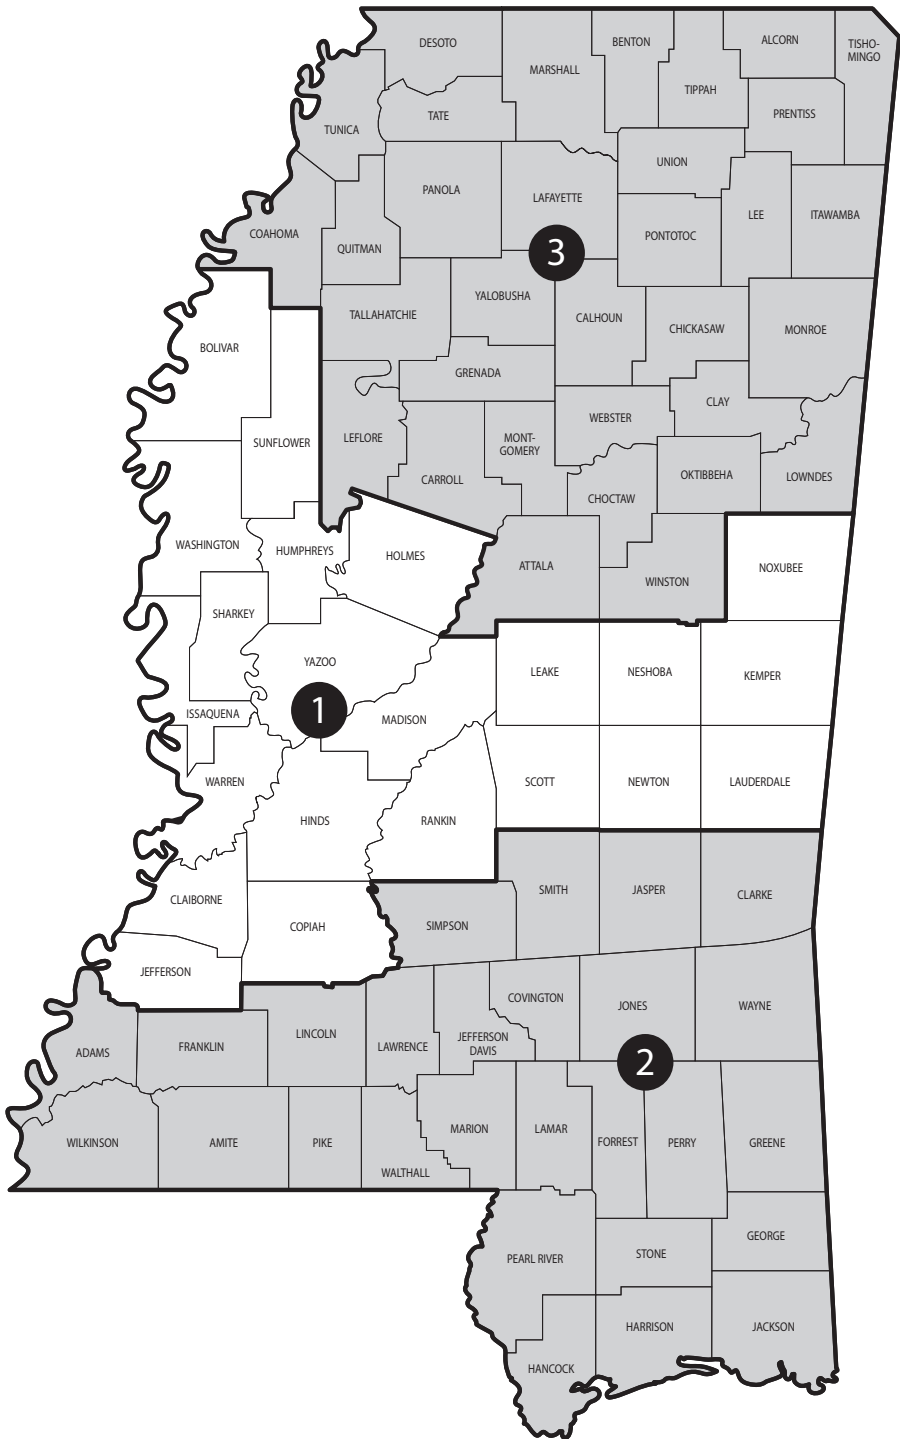 DESOTO
BENTON
ALCORN
TISHO-
MINGO
MARSHALL
TIPPAH
TATE
PRENTISS
TUNICA
UNION
PANOLA
LAFAYETTE
LEE
ITAWAMBA
COAHOMA
PONTOTOC
QUITMAN
3
YALOBUSHA
TALLAHATCHIE
CALHOUN
CHICKASAW
MONROE
BOLIVAR
GRENADA
CLAY
WEBSTER
SUNFLOWER
LEFLORE
MONT-
GOMERY
CARROLL
OKTIBBEHA
LOWNDES
CHOCTAW
WASHINGTON
HUMPHREYS
HOLMES
ATTALA
NOXUBEE
WINSTON
SHARKEY
YAZOO
LEAKE
NESHOBA
KEMPER
1
ISSAQUENA
MADISON
WARREN
SCOTT
NEWTON
LAUDERDALE
HINDS
RANKIN
SMITH
JASPER
CLARKE
CLAIBORNE
COPIAH
SIMPSON
JEFFERSON
COVINGTON
JONES
WAYNE
LINCOLN
JEFFERSON
DAVIS
LAWRENCE
FRANKLIN
ADAMS
2
MARION
LAMAR
WILKINSON
AMITE
PIKE
FORREST
PERRY
GREENE
WALTHALL
GEORGE
PEARL RIVER
STONE
HARRISON
JACKSON
HANCOCK